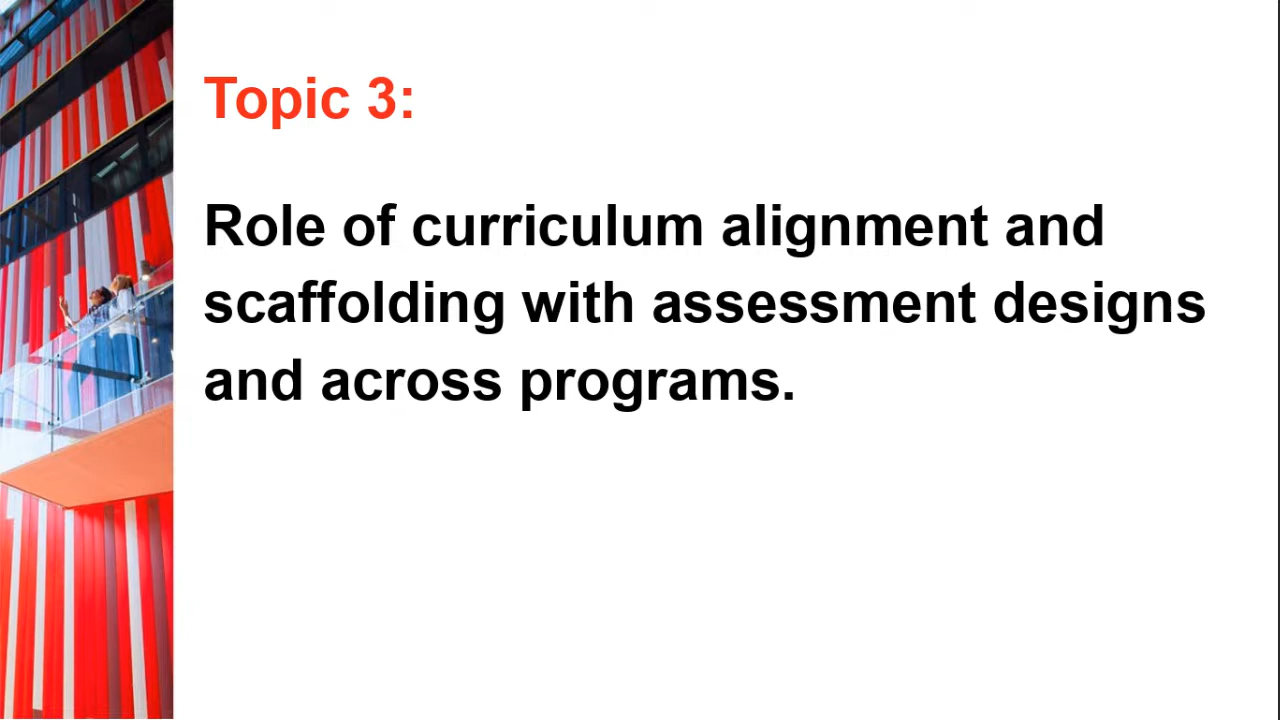 Topic 3:
Role of curriculum alignment and
scaffolding with assessment designs
and across programs.